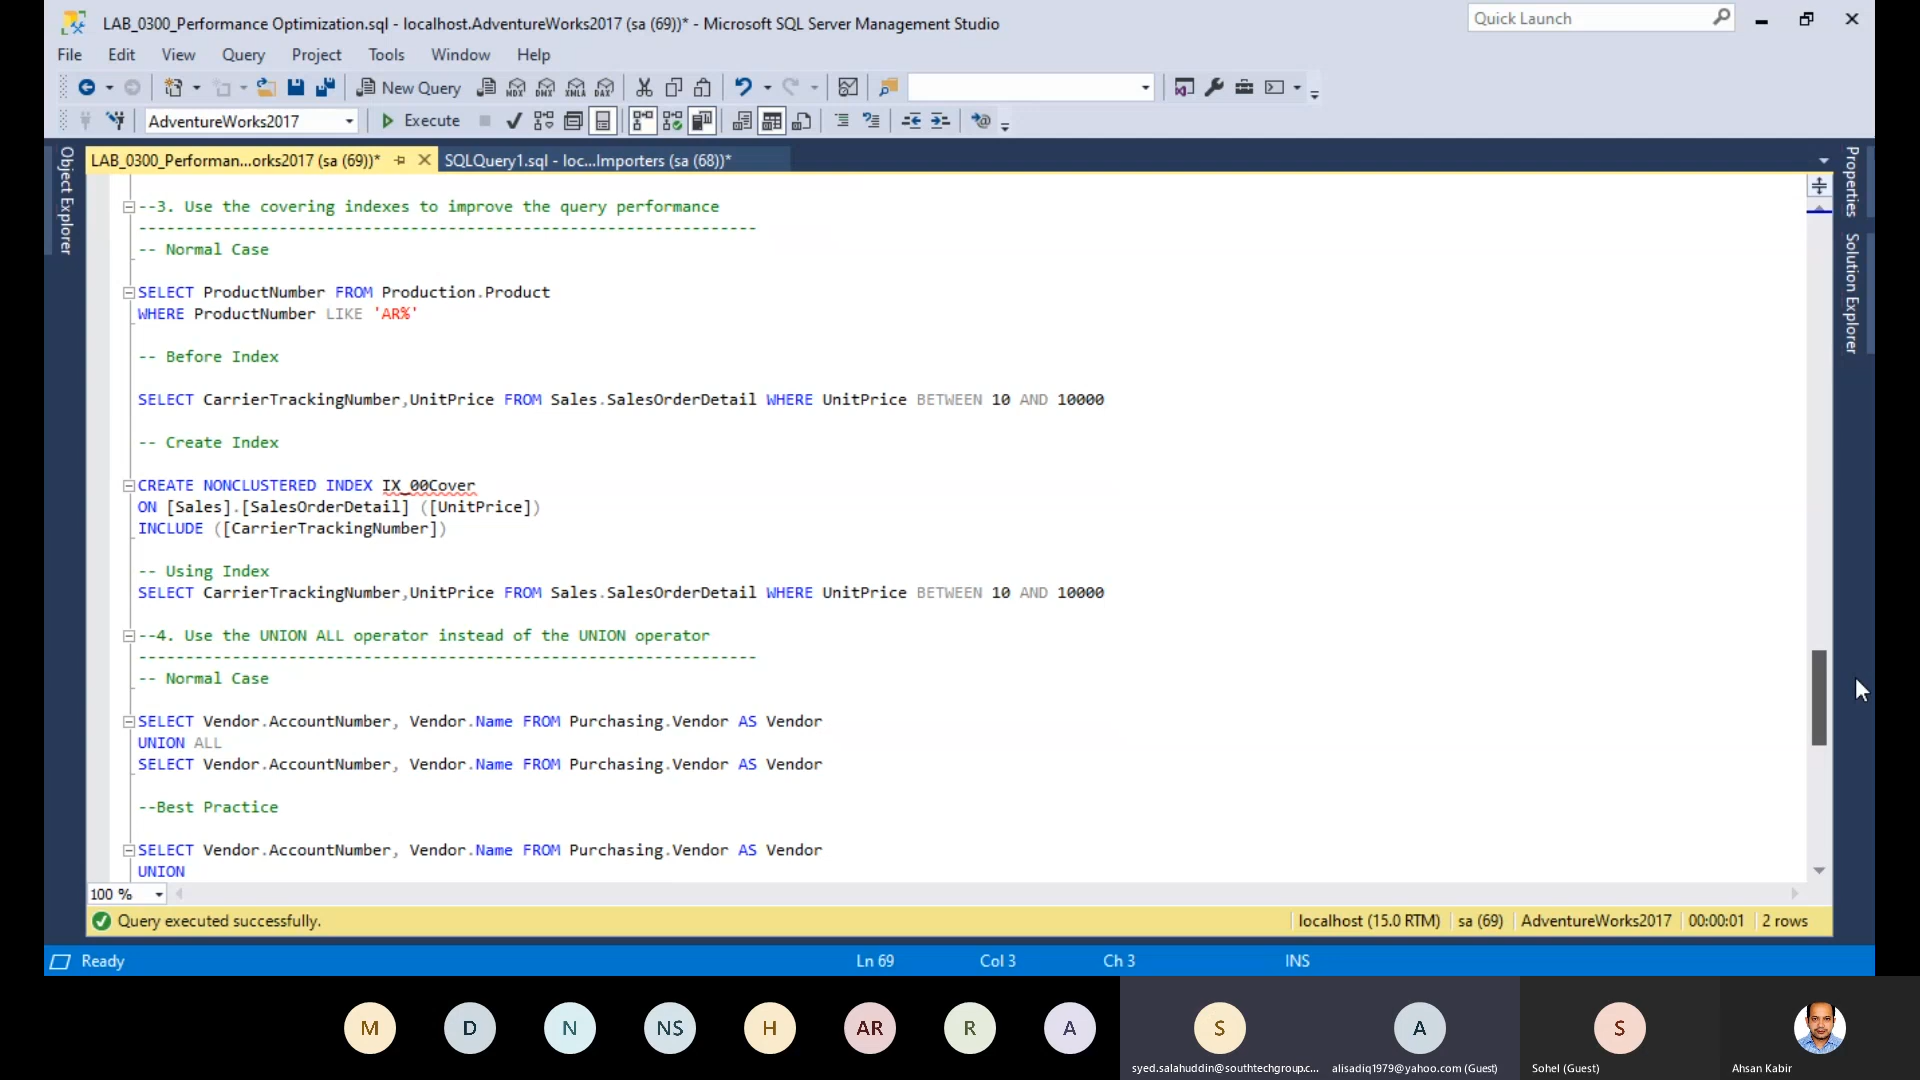 LAB_0300_Performance Optimization.sql - localhost.AdventureWorks2017 (sa (69))* - Microsoft SQL Server Management Studio
Quick Launch
File Edit View Query Project Tools Window Help
New Query
MDX DMX XMLA DAX
AdventureWorks2017
Execute
LAB_0300_Performan...orks2017 (sa (69))*
SQLQuery1.sql - loc...Importers (sa (68))*
Object Explorer
Properties
Solution Explorer
--3. Use the covering indexes to improve the query performance
-------------------------------------------------------------------
-- Normal Case
SELECT ProductNumber FROM Production.Product
WHERE ProductNumber LIKE 'AR%'
-- Before Index
SELECT CarrierTrackingNumber,UnitPrice FROM Sales.SalesOrderDetail WHERE UnitPrice BETWEEN 10 AND 10000
-- Create Index
CREATE NONCLUSTERED INDEX IX_00Cover
ON [Sales].[SalesOrderDetail] ([UnitPrice])
INCLUDE ([CarrierTrackingNumber])
-- Using Index
SELECT CarrierTrackingNumber,UnitPrice FROM Sales.SalesOrderDetail WHERE UnitPrice BETWEEN 10 AND 10000
--4. Use the UNION ALL operator instead of the UNION operator
-------------------------------------------------------------------
-- Normal Case
SELECT Vendor.AccountNumber, Vendor.Name FROM Purchasing.Vendor AS Vendor
UNION ALL
SELECT Vendor.AccountNumber, Vendor.Name FROM Purchasing.Vendor AS Vendor
--Best Practice
SELECT Vendor.AccountNumber, Vendor.Name FROM Purchasing.Vendor AS Vendor
UNION
100 %
Query executed successfully.
localhost (15.0 RTM) sa (69) AdventureWorks2017 00:00:01 2 rows
Ready Ln 69 Col 3 Ch 3 INS
M D N NS H AR R A S A S
syed.salahuddin@southtechgroup.c... alisadiq1979@yahoo.com (Guest) Sohel (Guest) Ahsan Kabir